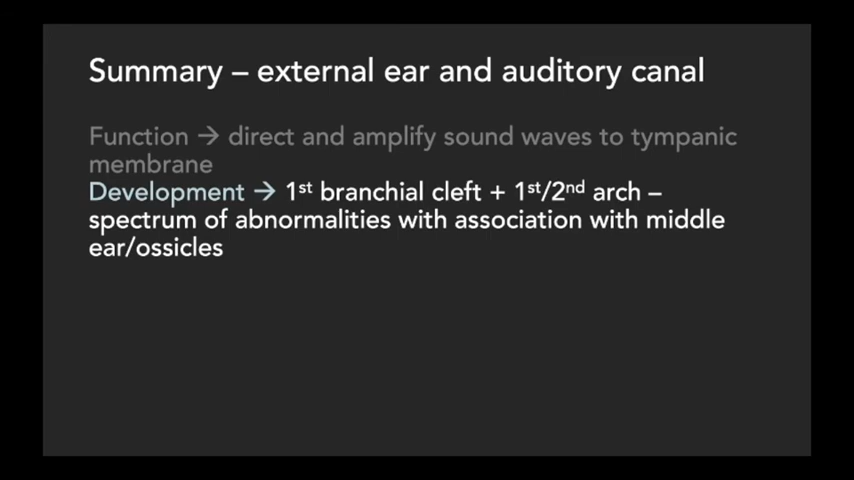 Summary – external ear and auditory canal
Function → direct and amplify sound waves to tympanic
membrane
Development → 1st branchial cleft + 1st/2nd arch –
spectrum of abnormalities with association with middle
ear/ossicles